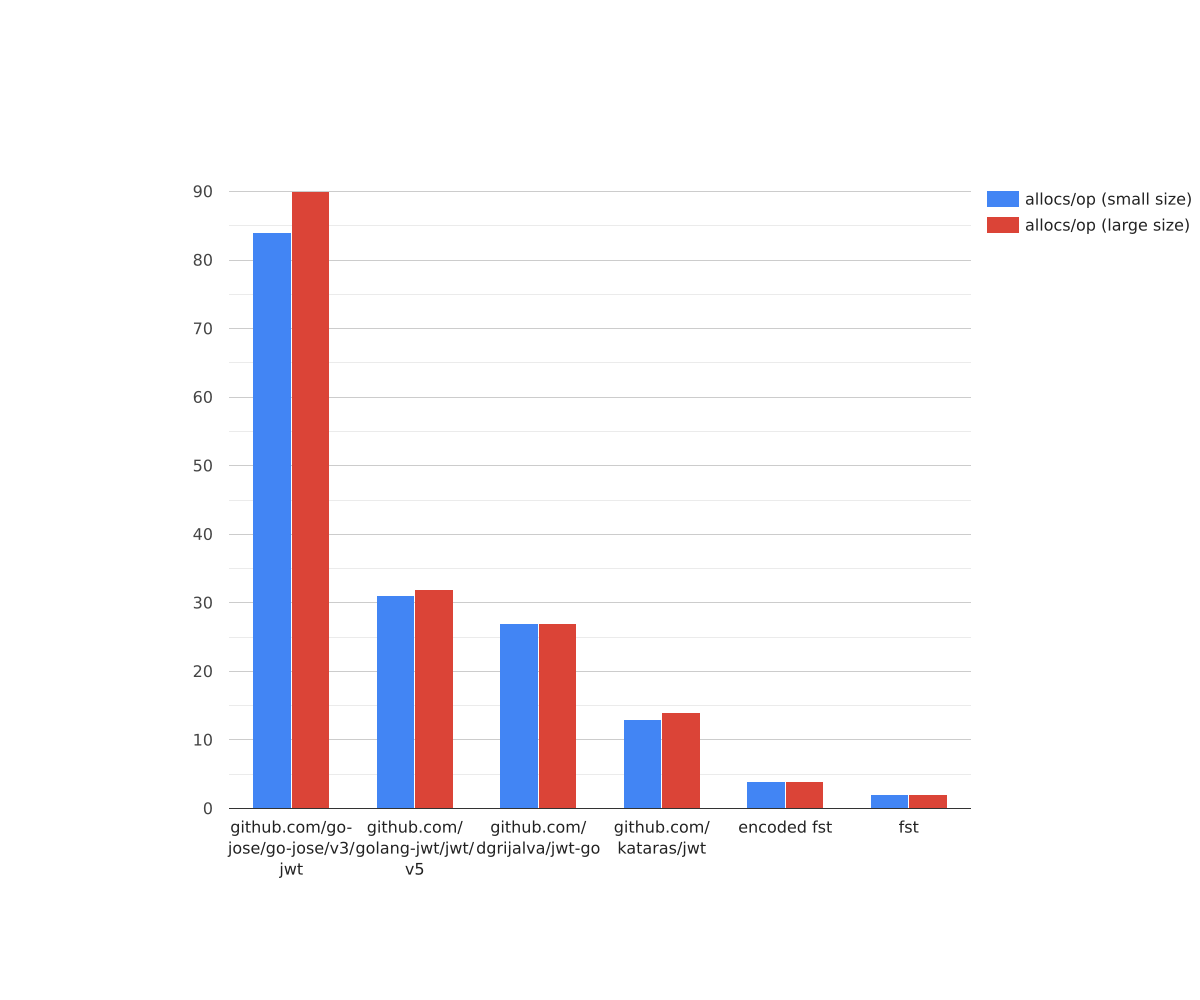 90
80
70
60
50
40
30
20
10
0
allocs/op (small size)
allocs/op (large size)
github.com/go-
jose/go-jose/v3/
jwt
github.com/
golang-jwt/jwt/
v5
github.com/
dgrijalva/jwt-go
github.com/
kataras/jwt
encoded fst
fst